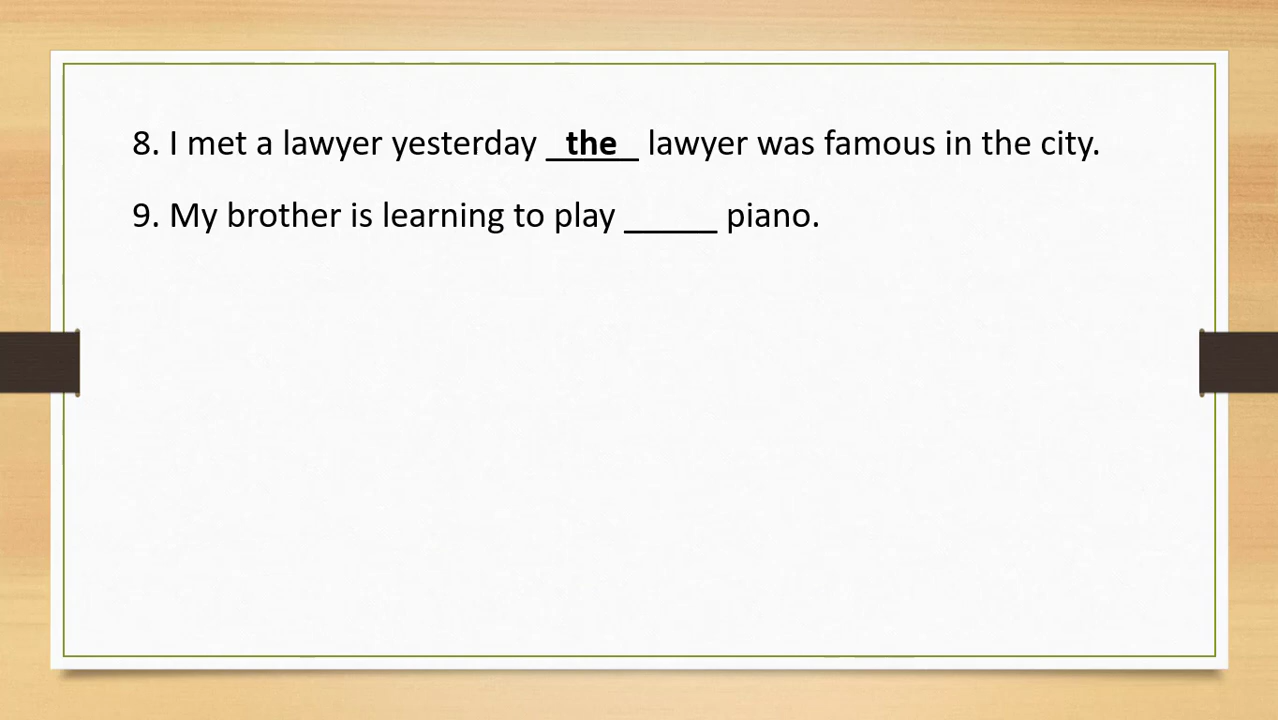 8. I met a lawyer yesterday __the__ lawyer was famous in the city.
9. My brother is learning to play _____ piano.